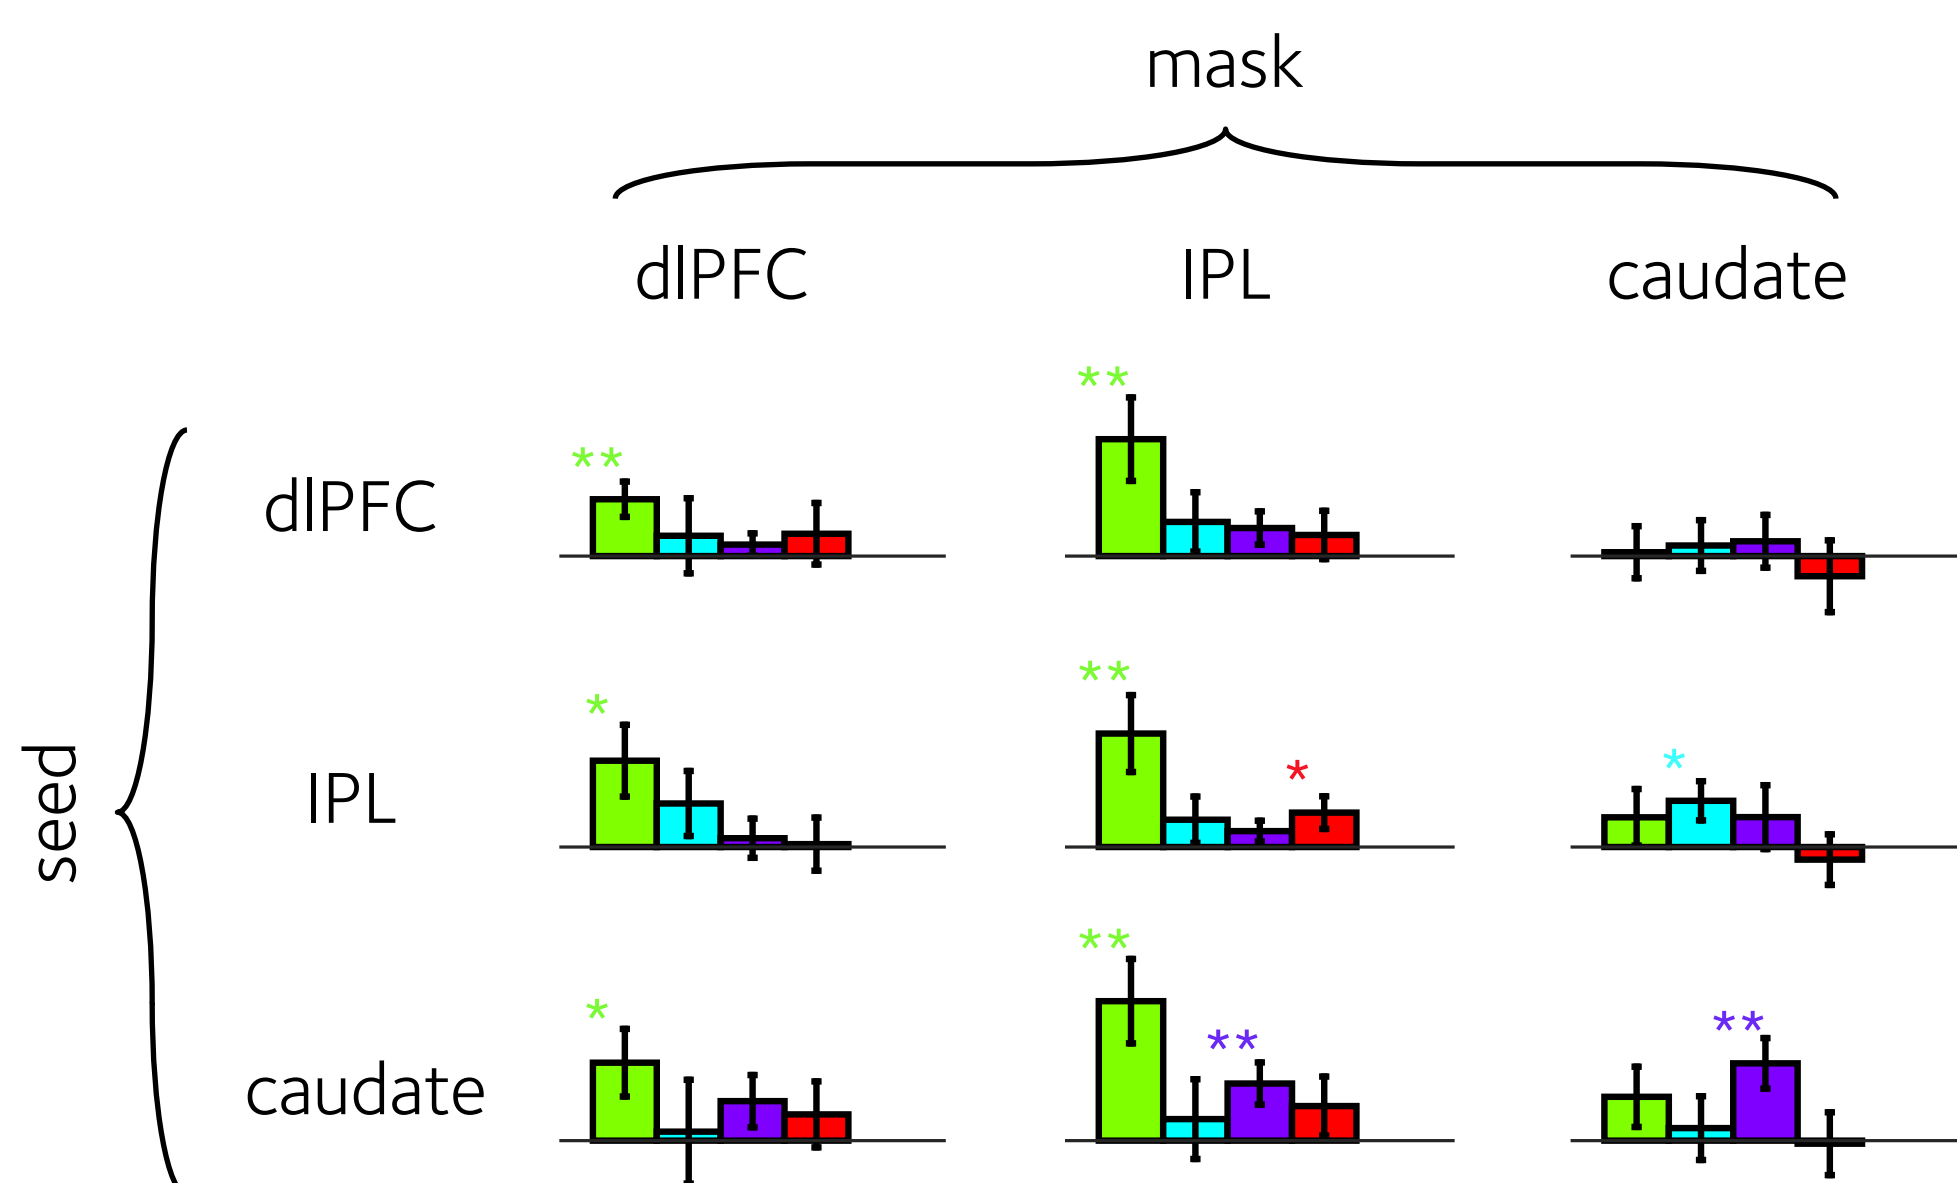 mask
dlPFC IPL caudate
** **
dlPFC
* ** * *
IPL
seed
* ** ** **
caudate